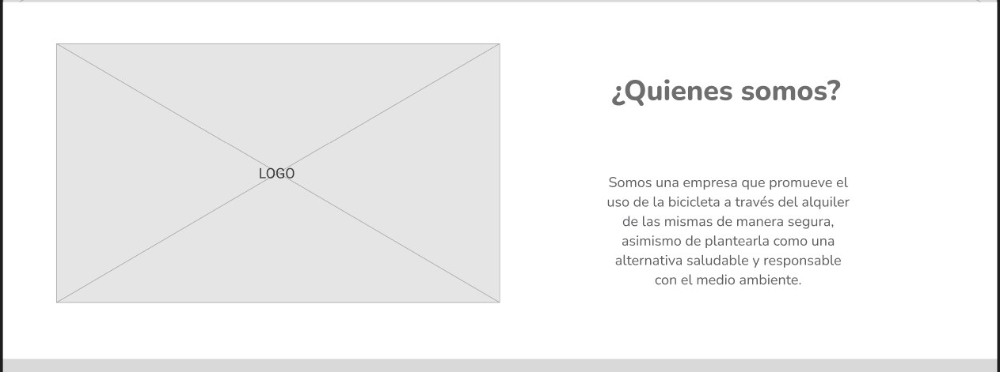 LOGO
¿Quienes somos?
Somos una empresa que promueve el
uso de la bicicleta a través del alquiler
de las mismas de manera segura,
asimismo de plantearla como una
alternativa saludable y responsable
con el medio ambiente.